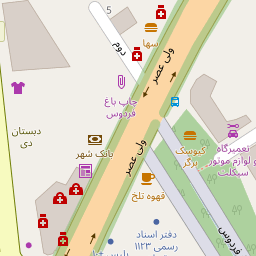 5
دوم
سها
ولی عصر
چاپ باغ
فردوس
تعمیرگاه
و لوازم موتور
سیکلت
کیوسک
برگر
دبستان
دی
بانک شهر
ولی عصر
قهوه تلخ
دفتر اسناد
رسمی ۱۱۲۳
فردوس